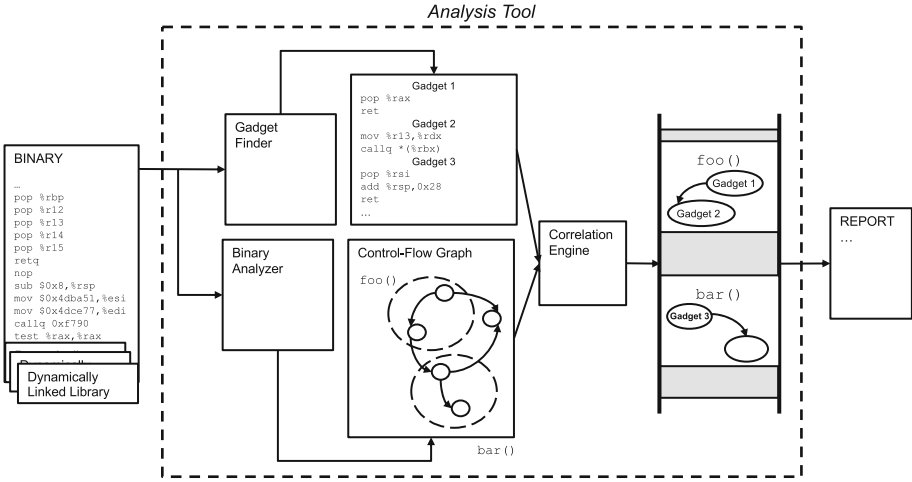 Analysis Tool
BINARY
…
pop %rbp
pop %r12
pop %r13
pop %r14
pop %r15
retq
nop
sub $0x8,%rsp
mov $0x4dba51,%esi
mov $0x4dce77,%edi
callq 0xf790
test %rax,%rax
Dynamically
Linked Library
Gadget
Finder
Binary
Analyzer
Gadget 1
pop %rax
ret
Gadget 2
mov %r13,%rdx
callq *(%rbx)
Gadget 3
pop %rsi
add %rsp,0x28
ret
…
Control-Flow Graph
foo()
bar()
Correlation
Engine
foo()
Gadget 1
Gadget 2
bar()
Gadget 3
REPORT
…